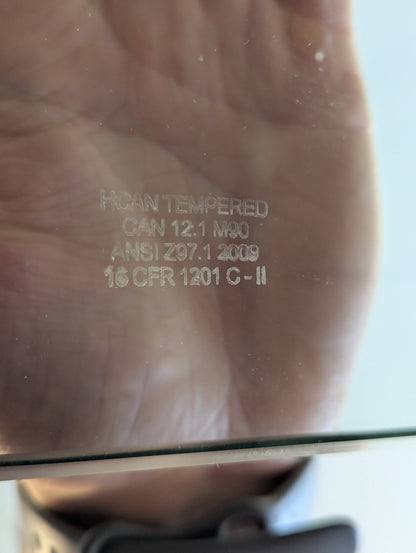 HCAN TEMPERED
CAN 12.1 M90
ANSI Z97.1 2009
16 CFR 1201 C - II